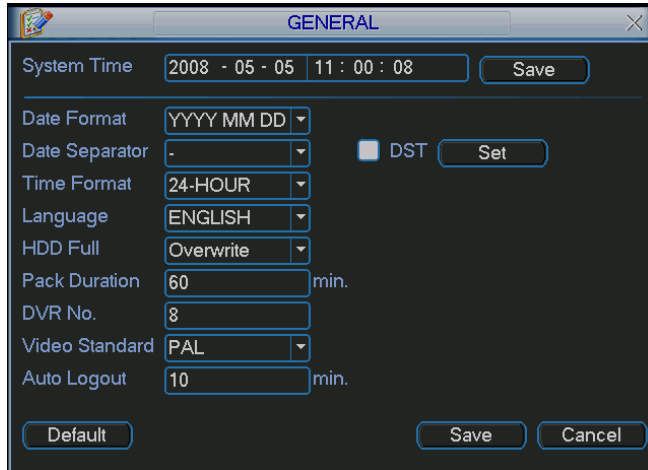 GENERAL
System Time 2008 - 05 - 05 11 : 00 : 08 Save
Date Format YYYY MM DD
Date Separator - DST Set
Time Format 24-HOUR
Language ENGLISH
HDD Full Overwrite
Pack Duration 60 min.
DVR No. 8
Video Standard PAL
Auto Logout 10 min.
Default Save Cancel